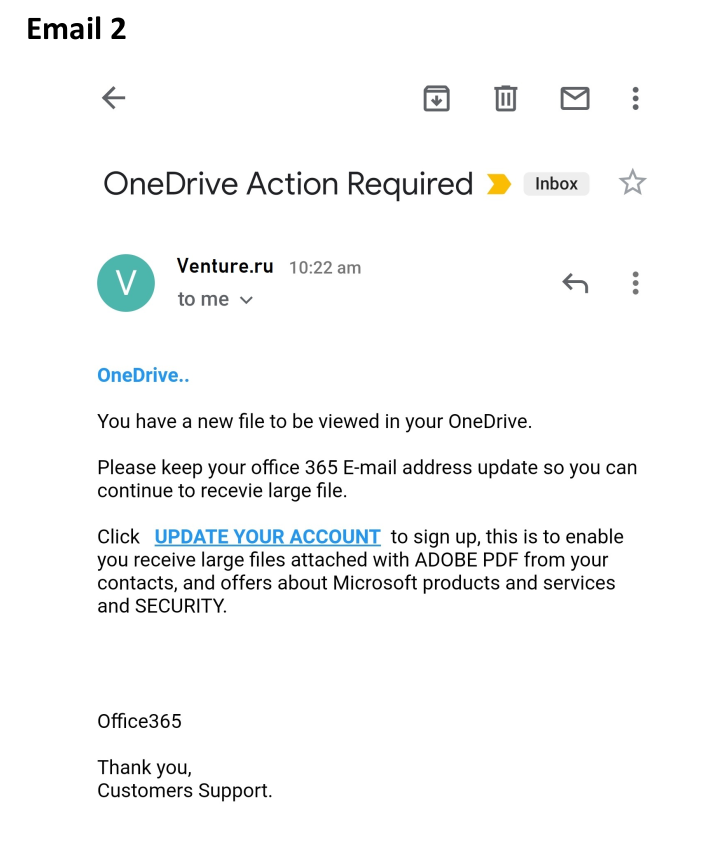 Email 2
OneDrive Action Required Inbox
V
Venture.ru 10:22 am
to me
OneDrive..
You have a new file to be viewed in your OneDrive.
Please keep your office 365 E-mail address update so you can
continue to recevie large file.
Click UPDATE YOUR ACCOUNT to sign up, this is to enable
you receive large files attached with ADOBE PDF from your
contacts, and offers about Microsoft products and services
and SECURITY.
Office365
Thank you,
Customers Support.